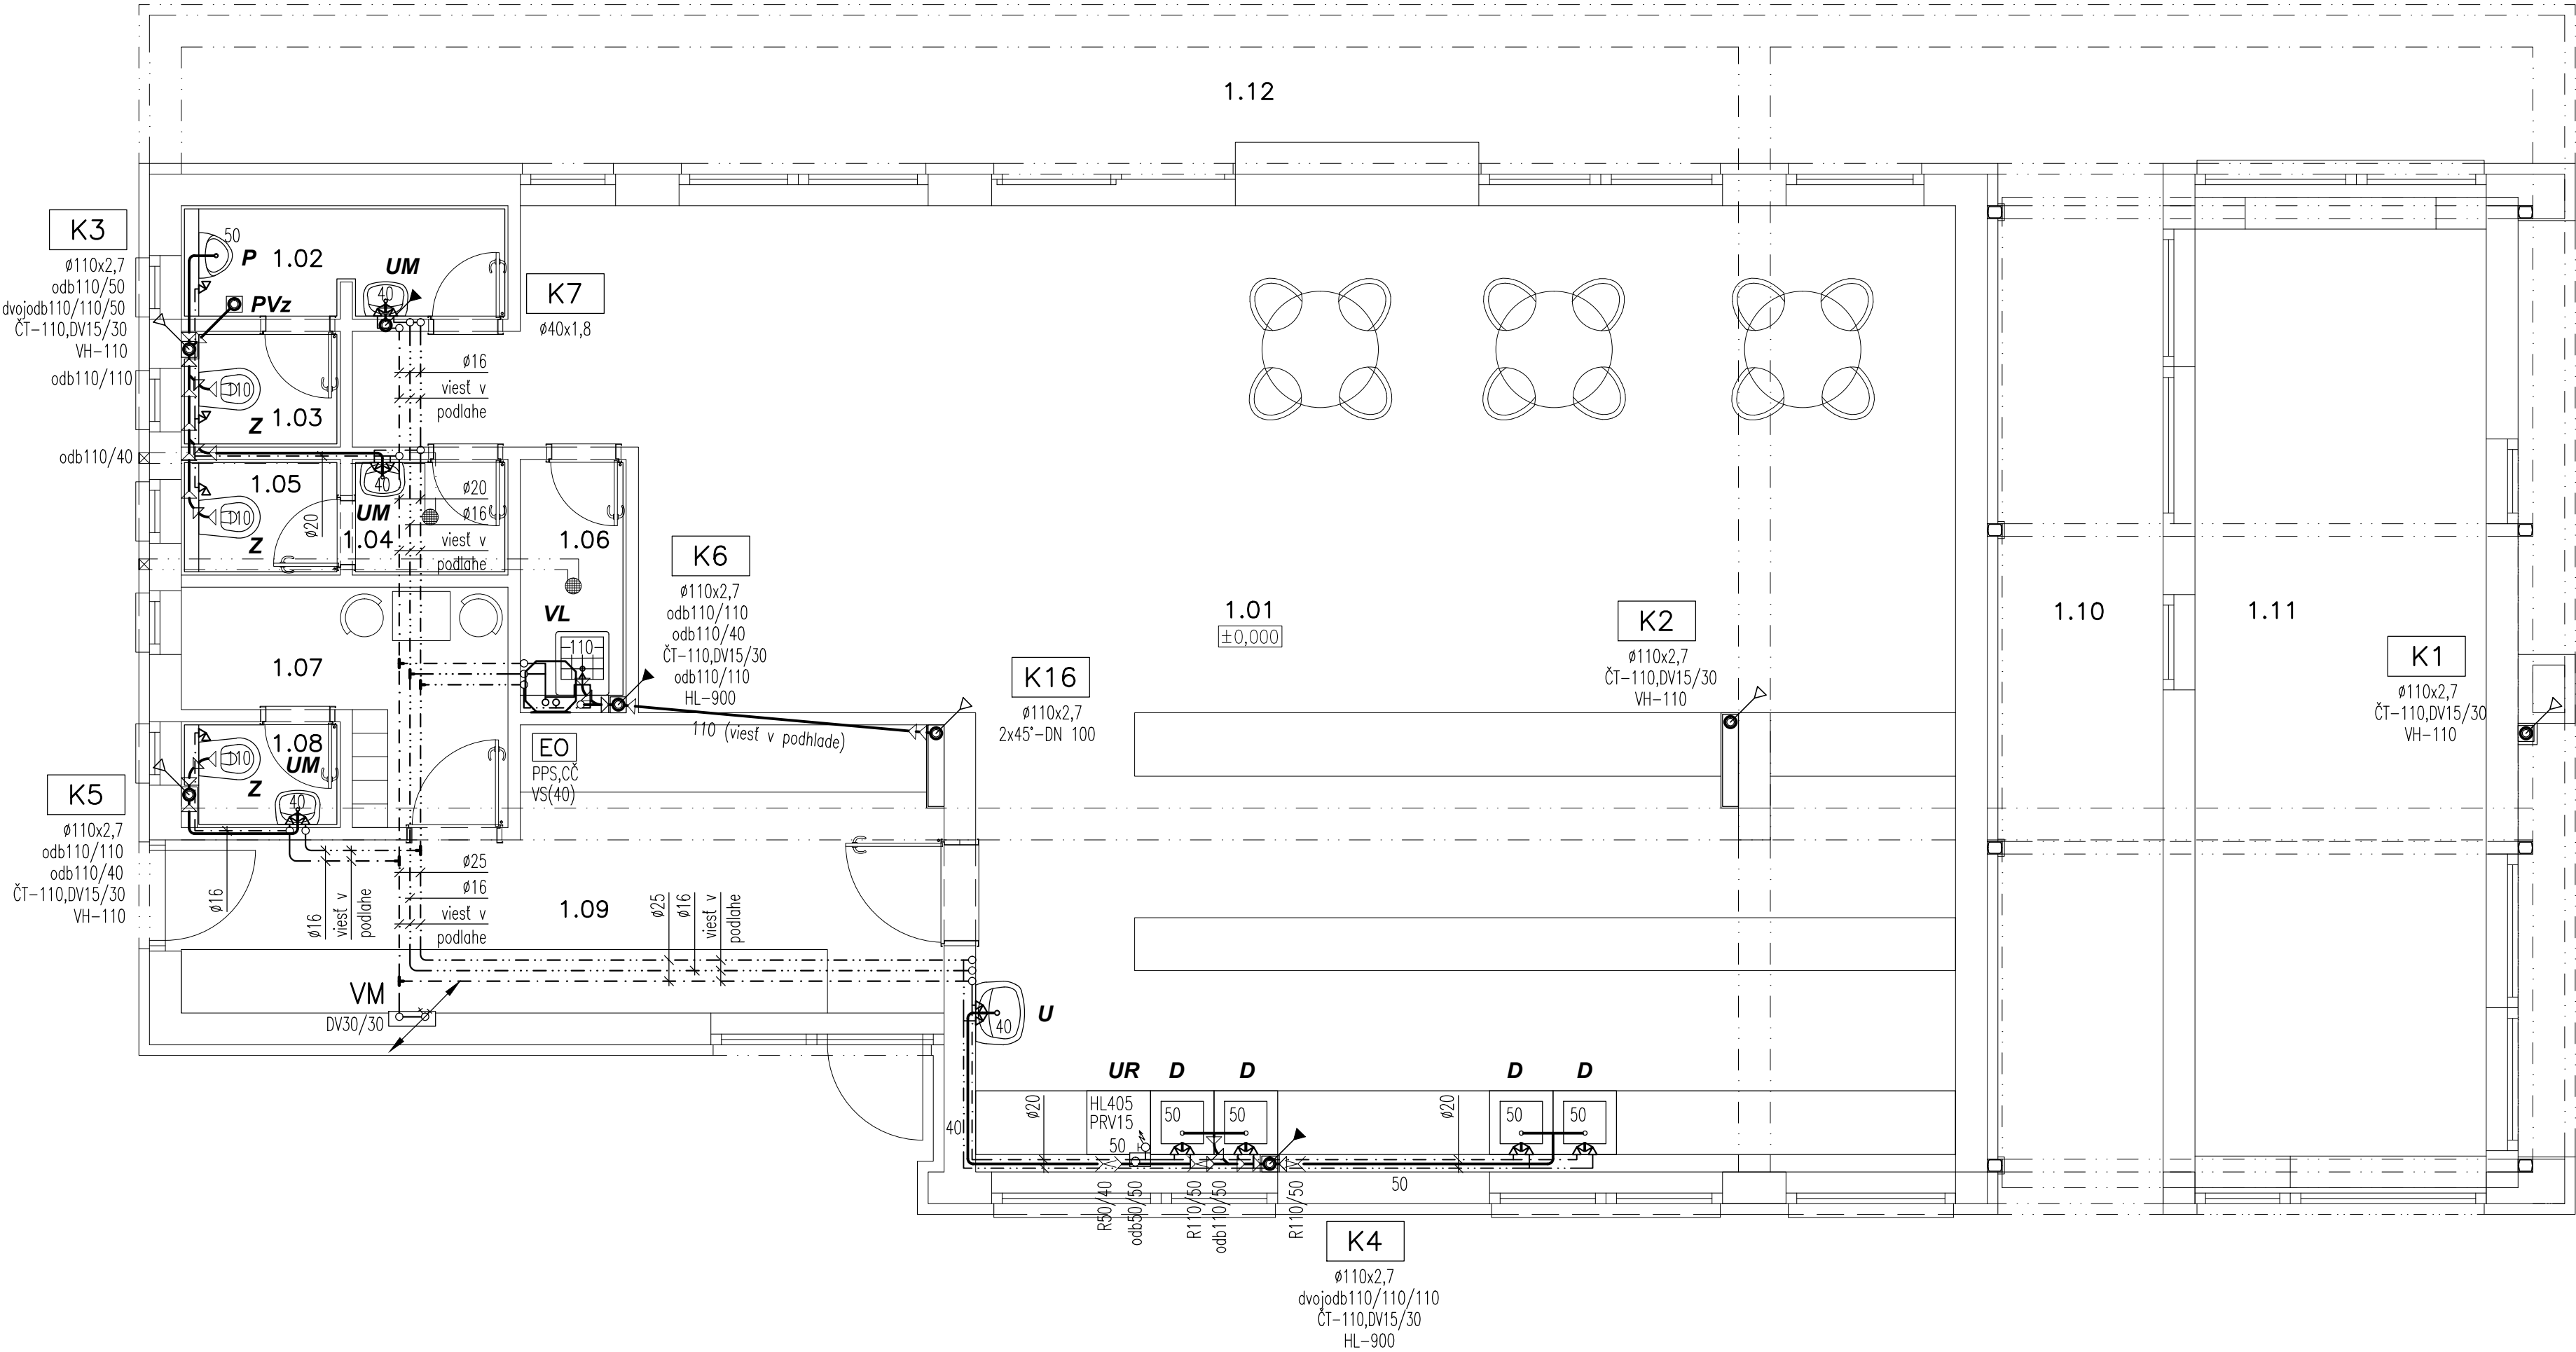 1.12
K3
ø110x2,7
odb110/50
dvojodb110/110/50
ČT-110,DV15/30
VH-110
odb110/110
odb110/40
50
P
1.02
PVz
UM
40
K7
ø40x1,8
ø16
viesť v
podlahe
110
Z
1.03
1.05
110
Z
ø20
40
UM
1.04
ø20
ø16
viesť v
podlahe
1.06
VL
110
K6
ø110x2,7
odb110/110
odb110/40
ČT-110,DV15/30
odb110/110
HL-900
110 (viesť v podhlade)
K16
ø110x2,7
2x45°-DN 100
1.01
±0,000
K2
ø110x2,7
ČT-110,DV15/30
VH-110
1.10
1.11
K1
ø110x2,7
ČT-110,DV15/30
VH-110
1.07
1.08
110
UM
Z
40
EO
PPS,CČ
VS(40)
K5
ø110x2,7
odb110/110
odb110/40
ČT-110,DV15/30
VH-110
ø16
ø16
viesť v
podlahe
ø25
ø16
viesť v
podlahe
1.09
ø25
ø16
viesť v
podlahe
VM
DV30/30
40
U
40
UR
D
D
D
D
ø20
HL405
PRV15
50
50
50
ø20
50
50
50
R50/40
odb50/50
R110/50
odb110/50
R110/50
K4
ø110x2,7
dvojodb110/110/110
ČT-110,DV15/30
HL-900